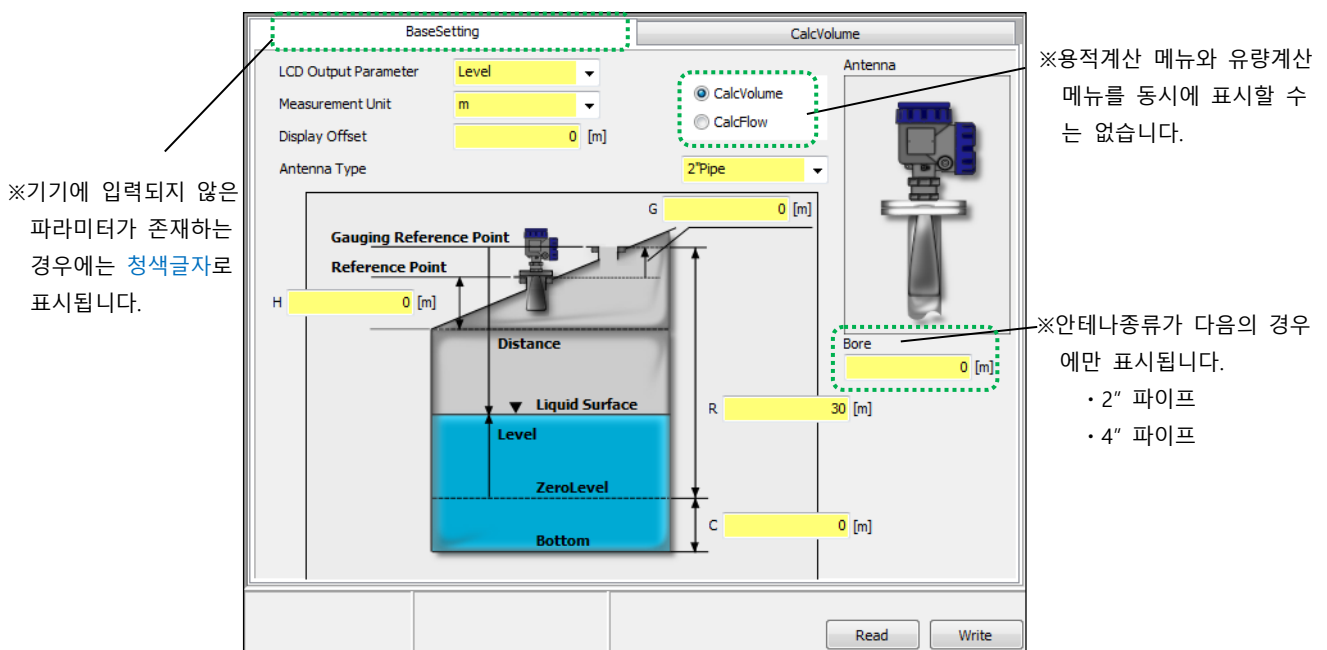 BaseSetting
CalcVolume
LCD Output Parameter
Level
Measurement Unit
m
Display Offset
0 [m]
Antenna Type
2"Pipe
CalcVolume
CalcFlow
Antenna
※용적계산 메뉴와 유량계산
메뉴를 동시에 표시할 수
는 없습니다.
※기기에 입력되지 않은
파라미터가 존재하는
경우에는 청색글자로
표시됩니다.
G
0 [m]
Gauging Reference Point
Reference Point
H
0 [m]
Distance
Bore
0 [m]
※안테나종류가 다음의 경우
에만 표시됩니다.
・2" 파이프
・4" 파이프
Liquid Surface
R
30 [m]
Level
ZeroLevel
C
0 [m]
Bottom
Read
Write